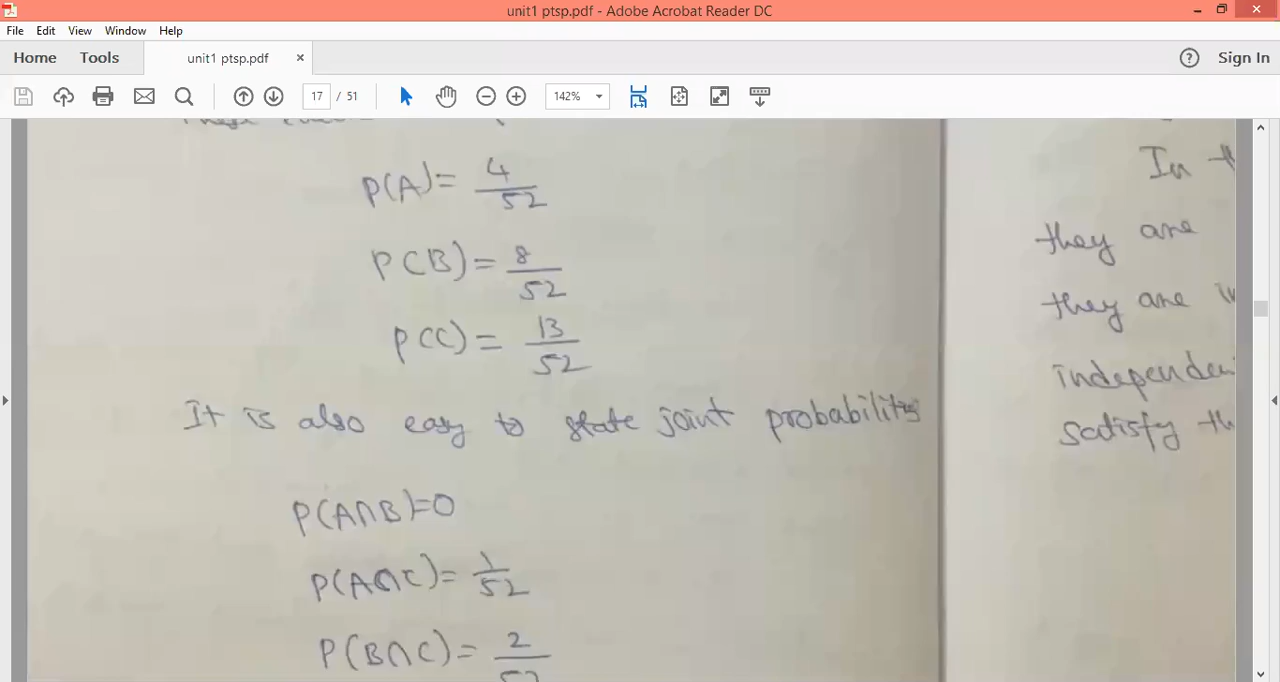 unit1 ptsp.pdf - Adobe Acrobat Reader DC
File Edit View Window Help
Home Tools unit1 ptsp.pdf × Sign In
17 / 51 142%
P(A)= 4/52
P(B)= 8/52
P(C)= 13/52
It is also easy to state joint probabilities
P(A∩B)=0
P(A∩C)= 1/52
P(B∩C)= 2/52
In
they are
they are
satisfy